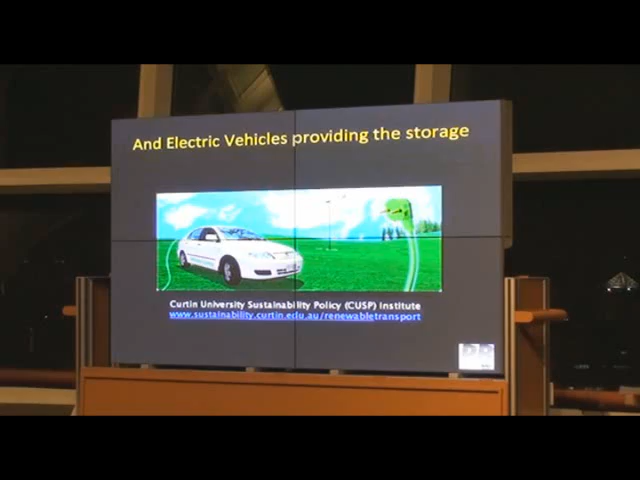 And Electric Vehicles providing the storage
Curtin University Sustainability Policy (CUSP) Institute
www.sustainability.curtin.edu.au/renewabletransport